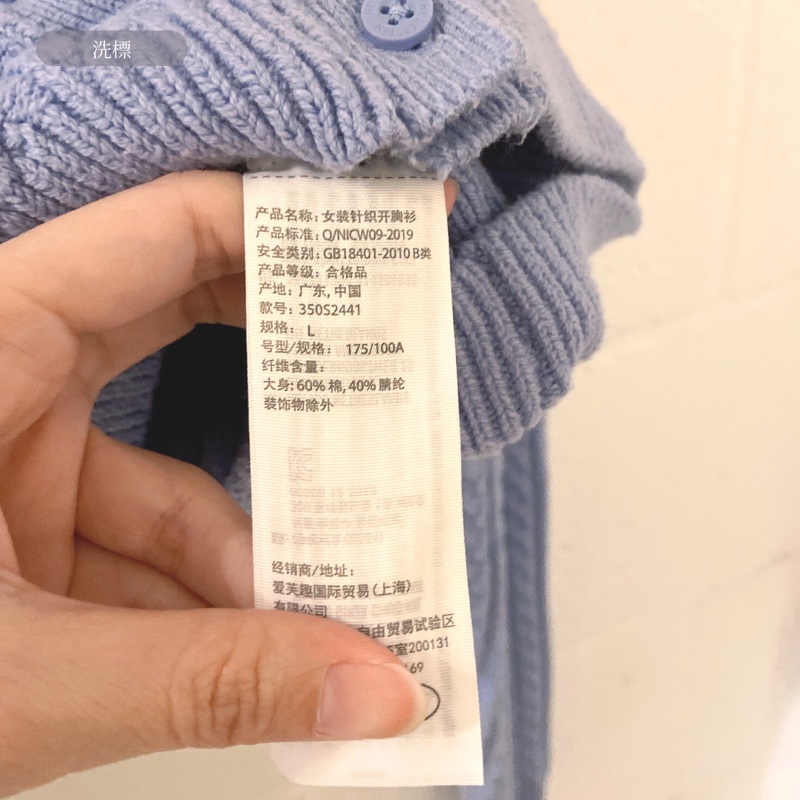 洗標
产品名称: 女装针织开胸衫
产品标准: Q/NICW09-2019
安全类别: GB18401-2010 B类
产品等级: 合格品
产地: 广东, 中国
款号: 350S2441
规格: L
号型/规格: 175/100A
纤维含量:
大身: 60% 棉, 40% 腈纶
装饰物除外
经销商/地址:
爱芙趣国际贸易(上海)
有限公司
自由贸易试验区
室200131
69